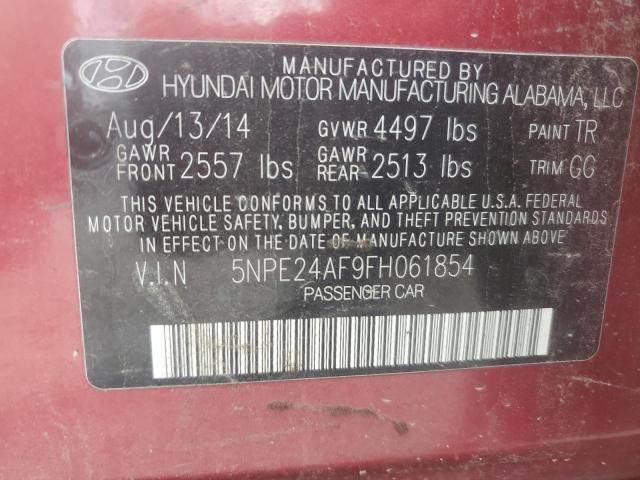 MANUFACTURED BY
HYUNDAI MOTOR MANUFACTURING ALABAMA, LLC
Aug/13/14 GVWR 4497 lbs PAINT TR
GAWR FRONT 2557 lbs GAWR REAR 2513 lbs TRIM GG
THIS VEHICLE CONFORMS TO ALL APPLICABLE U.S.A. FEDERAL
MOTOR VEHICLE SAFETY, BUMPER, AND THEFT PREVENTION STANDARDS
IN EFFECT ON THE DATE OF MANUFACTURE SHOWN ABOVE.
V.I.N 5NPE24AF9FH061854
PASSENGER CAR